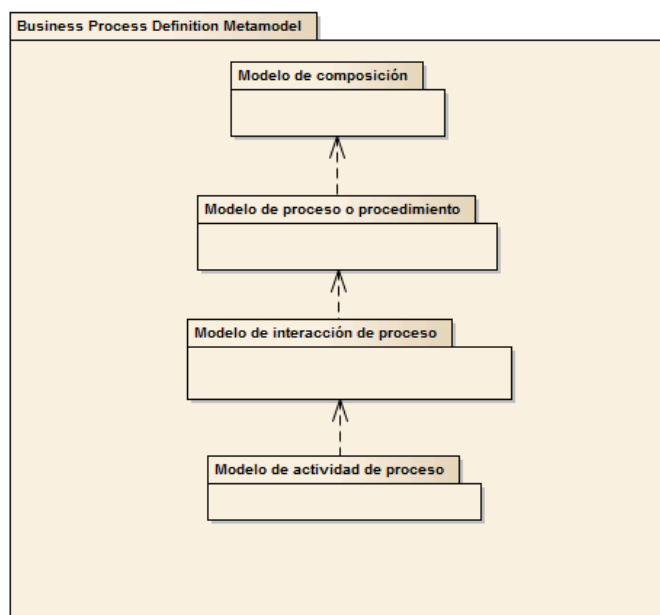 Business Process Definition Metamodel
Modelo de composición
Modelo de proceso o procedimiento
Modelo de interacción de proceso
Modelo de actividad de proceso